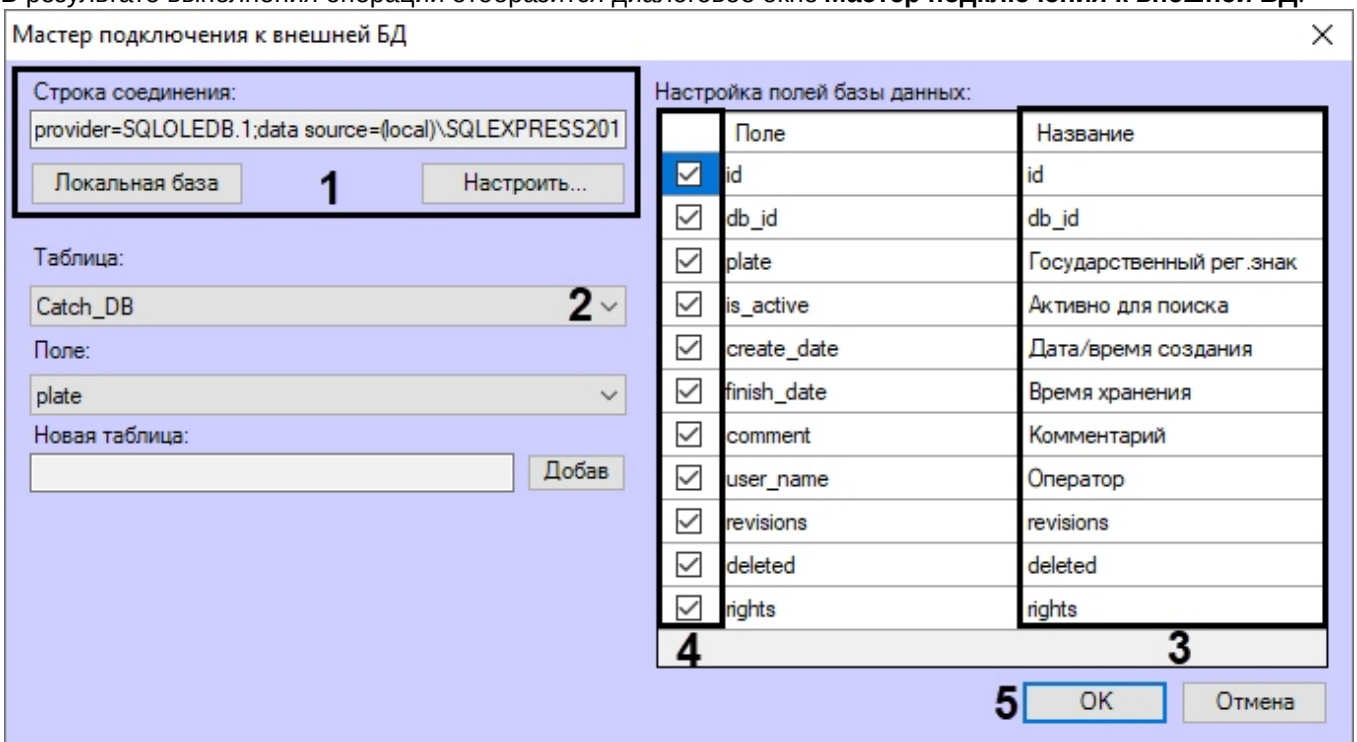 В результате выполнения операции отобразится диалоговое окно Мастер подключения к внешней БД.
Мастер подключения к внешней БД
Строка соединения:
provider=SQLOLEDB.1;data source=(local)\SQLEXPRESS201
Локальная база 1 Настроить...
Таблица:
Catch_DB 2
Поле:
plate
Новая таблица:
Добав
Настройка полей базы данных:
Поле Название
id id
db_id db_id
plate Государственный рег.знак
is_active Активно для поиска
create_date Дата/время создания
finish_date Время хранения
comment Комментарий
user_name Оператор
revisions revisions
deleted deleted
rights rights
4 3
5 OK Отмена